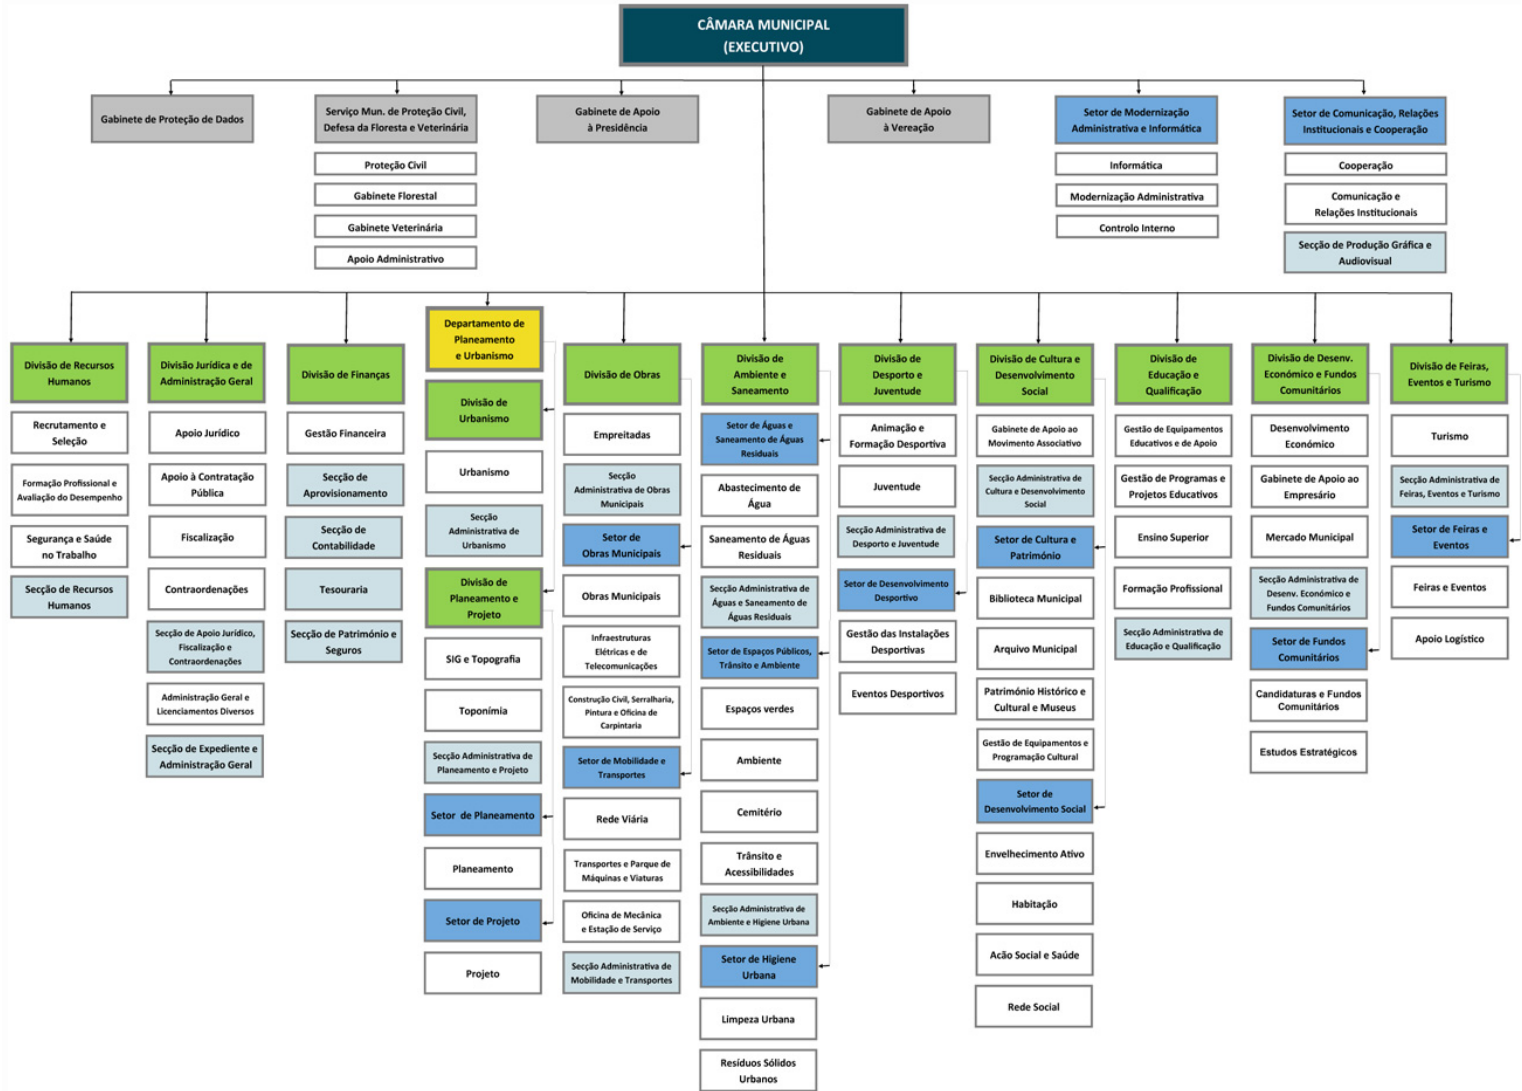 CÂMARA MUNICIPAL
(EXECUTIVO)
Gabinete de Proteção de Dados
Serviço Mun. de Proteção Civil,
Defesa da Floresta e Veterinária
Proteção Civil
Gabinete Florestal
Gabinete Veterinária
Apoio Administrativo
Gabinete de Apoio
à Presidência
Gabinete de Apoio
à Vereação
Setor de Modernização
Administrativa e Informática
Informática
Modernização Administrativa
Controlo Interno
Setor de Comunicação, Relações
Institucionais e Cooperação
Cooperação
Comunicação e
Relações Institucionais
Secção de Produção Gráfica e
Audiovisual
Divisão de Recursos
Humanos
Recrutamento e
Seleção
Formação Profissional e
Avaliação do Desempenho
Segurança e Saúde
no Trabalho
Secção de Recursos
Humanos
Divisão Jurídica e de
Administração Geral
Apoio Jurídico
Apoio à Contratação
Pública
Fiscalização
Contraordenações
Secção de Apoio Jurídico,
Fiscalização e
Contraordenações
Administração Geral e
Licenciamentos Diversos
Secção de Expediente e
Administração Geral
Divisão de Finanças
Gestão Financeira
Secção de
Aprovisionamento
Secção de
Contabilidade
Tesouraria
Secção de Património e
Seguros
Departamento de
Planeamento
e Urbanismo
Divisão de
Urbanismo
Urbanismo
Secção
Administrativa de
Urbanismo
Divisão de
Planeamento e
Projeto
SIG e Topografia
Toponímia
Secção Administrativa de
Planeamento e Projeto
Setor de Planeamento
Planeamento
Setor de Projeto
Projeto
Divisão de Obras
Empreitadas
Secção
Administrativa de Obras
Municipais
Setor de
Obras Municipais
Obras Municipais
Infraestruturas
Elétricas e de
Telecomunicações
Construção Civil, Serralharia,
Pintura e Oficina de
Carpintaria
Setor de Mobilidade e
Transportes
Rede Viária
Transportes e Parque de
Máquinas e Viaturas
Oficina de Mecânica
e Estação de Serviço
Secção Administrativa de
Mobilidade e Transportes
Divisão de
Ambiente e
Saneamento
Setor de Águas e
Saneamento de Águas
Residuais
Abastecimento de
Água
Saneamento de Águas
Residuais
Secção Administrativa de
Águas e Saneamento de
Águas Residuais
Setor de Espaços Públicos,
Trânsito e Ambiente
Espaços verdes
Ambiente
Cemitério
Trânsito e
Acessibilidades
Secção Administrativa de
Ambiente e Higiene Urbana
Setor de Higiene
Urbana
Limpeza Urbana
Resíduos Sólidos
Urbanos
Divisão de
Desporto e
Juventude
Animação e
Formação Desportiva
Juventude
Secção Administrativa de
Desporto e Juventude
Setor de Desenvolvimento
Desportivo
Gestão das Instalações
Desportivas
Eventos Desportivos
Divisão de Cultura e
Desenvolvimento
Social
Gabinete de Apoio ao
Movimento Associativo
Secção Administrativa de
Cultura e Desenvolvimento
Social
Setor de Cultura e
Património
Biblioteca Municipal
Arquivo Municipal
Património Histórico e
Cultural e Museus
Gestão de Equipamentos e
Programação Cultural
Setor de
Desenvolvimento Social
Envelhecimento Ativo
Habitação
Acão Social e Saúde
Rede Social
Divisão de
Educação e
Qualificação
Gestão de Equipamentos
Educativos e de Apoio
Gestão de Programas e
Projetos Educativos
Ensino Superior
Formação Profissional
Secção Administrativa de
Educação e Qualificação
Divisão de Desenv.
Económico e Fundos
Comunitários
Desenvolvimento
Económico
Gabinete de Apoio ao
Empresário
Mercado Municipal
Secção Administrativa de
Desenv. Económico e
Fundos Comunitários
Setor de Fundos
Comunitários
Candidaturas e Fundos
Comunitários
Estudos Estratégicos
Divisão de Feiras,
Eventos e Turismo
Turismo
Secção Administrativa de
Feiras, Eventos e Turismo
Setor de Feiras e
Eventos
Feiras e Eventos
Apoio Logístico